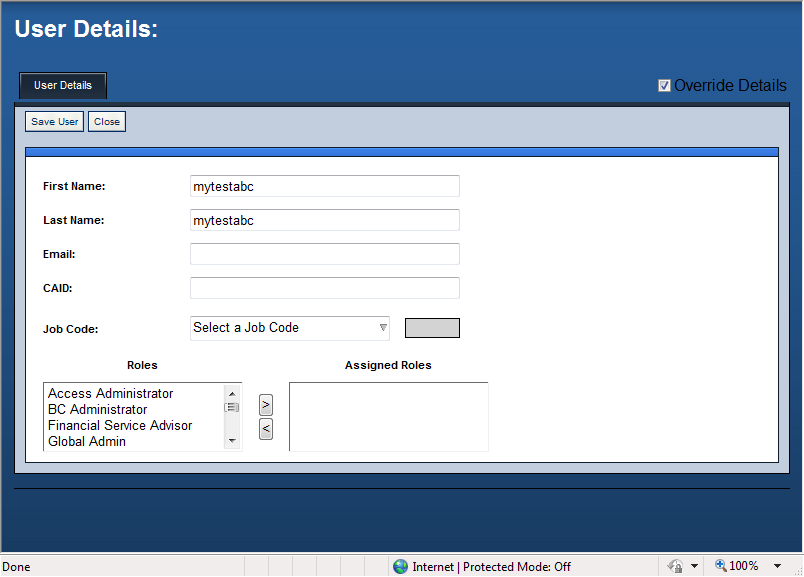 User Details:
User Details
Override Details
Save User Close
First Name: mytestabc
Last Name: mytestabc
Email:
CAID:
Job Code: Select a Job Code
Roles Assigned Roles
Access Administrator
BC Administrator
>
Financial Service Advisor
<
Global Admin
Done Internet | Protected Mode: Off 100%